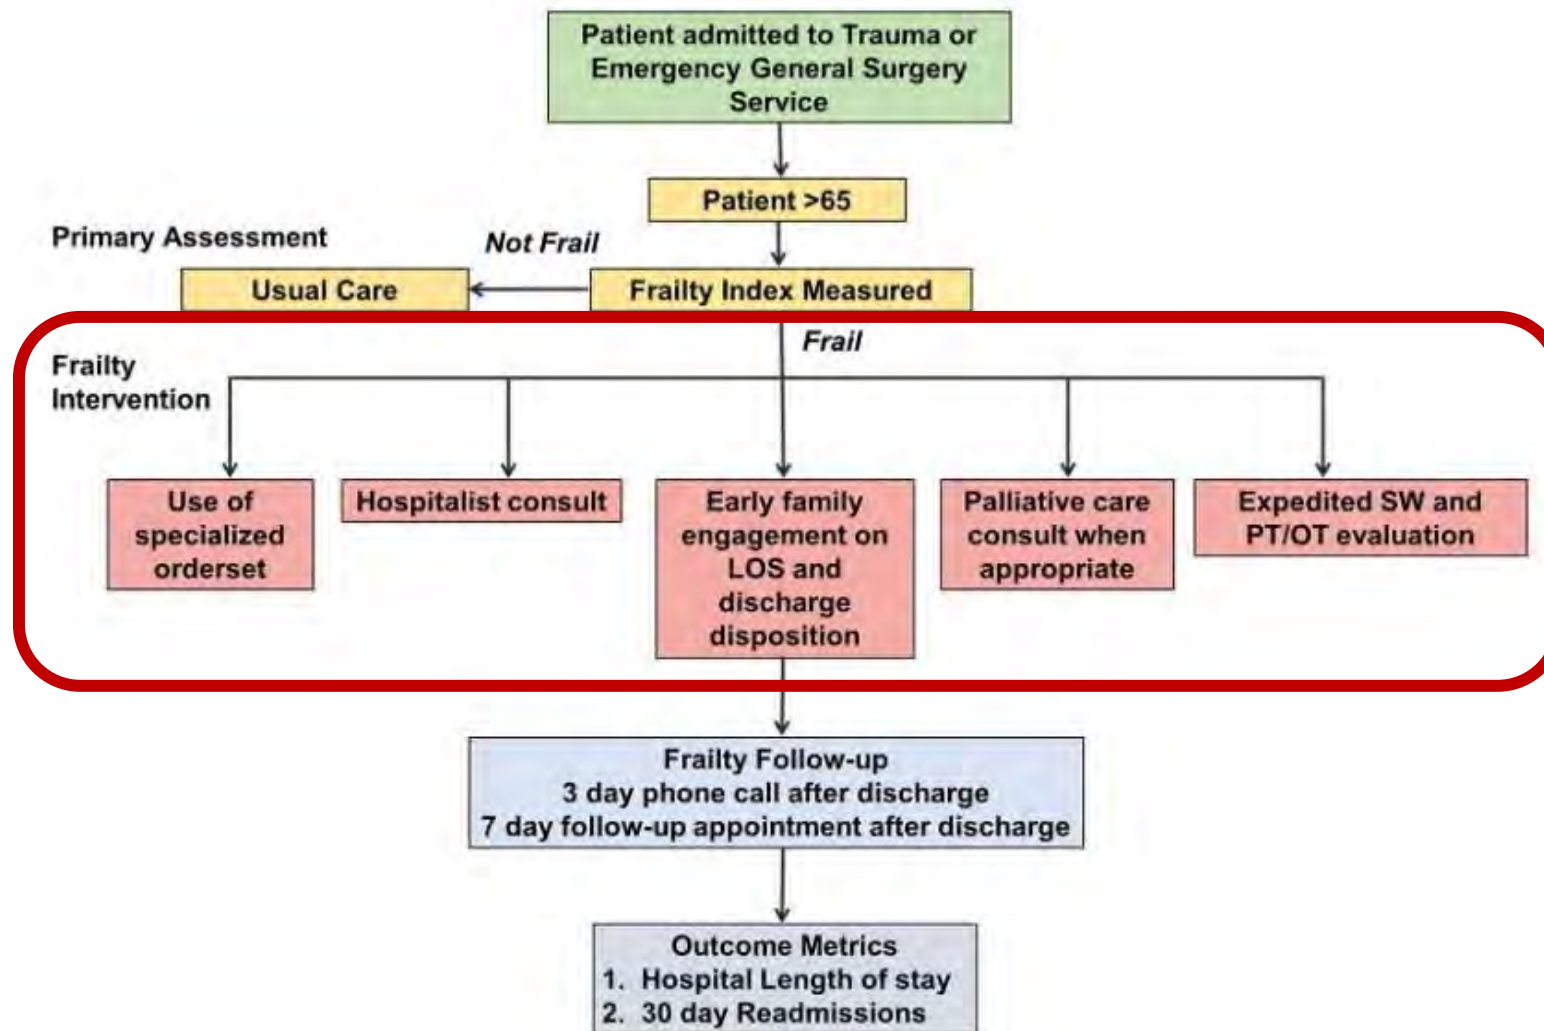 Patient admitted to Trauma or
Emergency General Surgery
Service
Patient >65
Primary Assessment
Not Frail
Usual Care
Frailty Index Measured
Frail
Frailty
Intervention
Use of
specialized
orderset
Hospitalist consult
Early family
engagement on
LOS and
discharge
disposition
Palliative care
consult when
appropriate
Expedited SW and
PT/OT evaluation
Frailty Follow-up
3 day phone call after discharge
7 day follow-up appointment after discharge
Outcome Metrics
1. Hospital Length of stay
2. 30 day Readmissions